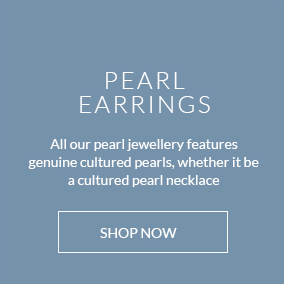 PEARL
EARRINGS
All our pearl jewellery features
genuine cultured pearls, whether it be
a cultured pearl necklace
SHOP NOW